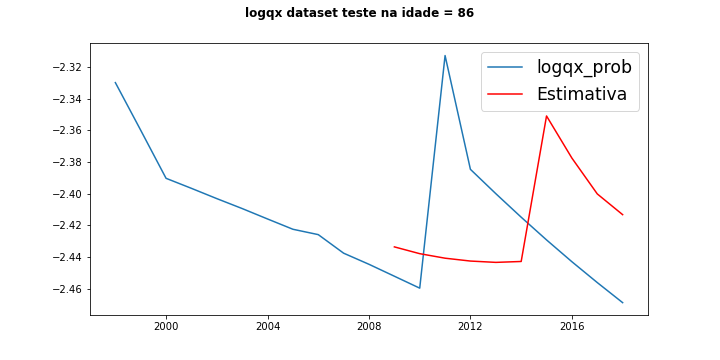 logqx dataset teste na idade = 86
logqx_prob
Estimativa
−2.32
−2.34
−2.36
−2.38
−2.40
−2.42
−2.44
−2.46
2000 2004 2008 2012 2016